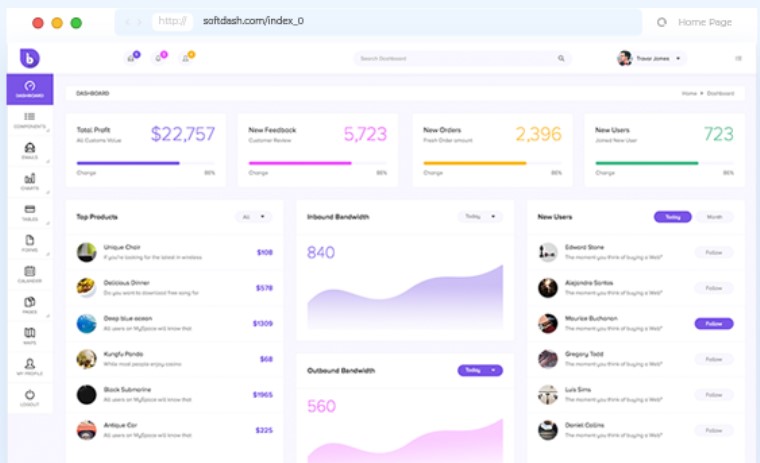 http:// softdash.com/index_0 Home Page
b
Search Dashboard
Trevor James
DASHBOARD
Home Dashboard
DASHBOARD
COMPONENTS
EMAILS
CHARTS
TABLES
FORMS
CALENDER
PAGES
MAPS
MY PROFILE
LOGOUT
Total Profit $22,757
All Custome Value
Change 86%
New Feedback 5,723
Customer Review
Change 86%
New Orders 2,396
Fresh Order amount
Change 86%
New Users 723
Joined New User
Change 86%
Top Products All
Unique Chair $108
If you're looking for the latest in wireless
Delicious Dinner $578
Do you want to download free song for
Deep blue ocean $1309
All users on MySpace will know that
Kungfu Panda $68
While most people enjoy casino
Black Submarine $1965
All users on MySpace will know that
Antique Car $225
All users on MySpace will know that
Inbound Bandwidth Today
840
Outbound Bandwidth Today
560
New Users Today Month
Edward Stone Follow
The moment you think of buying a Web*
Alejandro Santos Follow
The moment you think of buying a Web*
Maurice Buchanan Follow
The moment you think of buying a Web*
Gregory Todd Follow
The moment you think of buying a Web*
Luis Sims Follow
The moment you think of buying a Web*
Daniel Collins Follow
The moment you think of buying a Web*